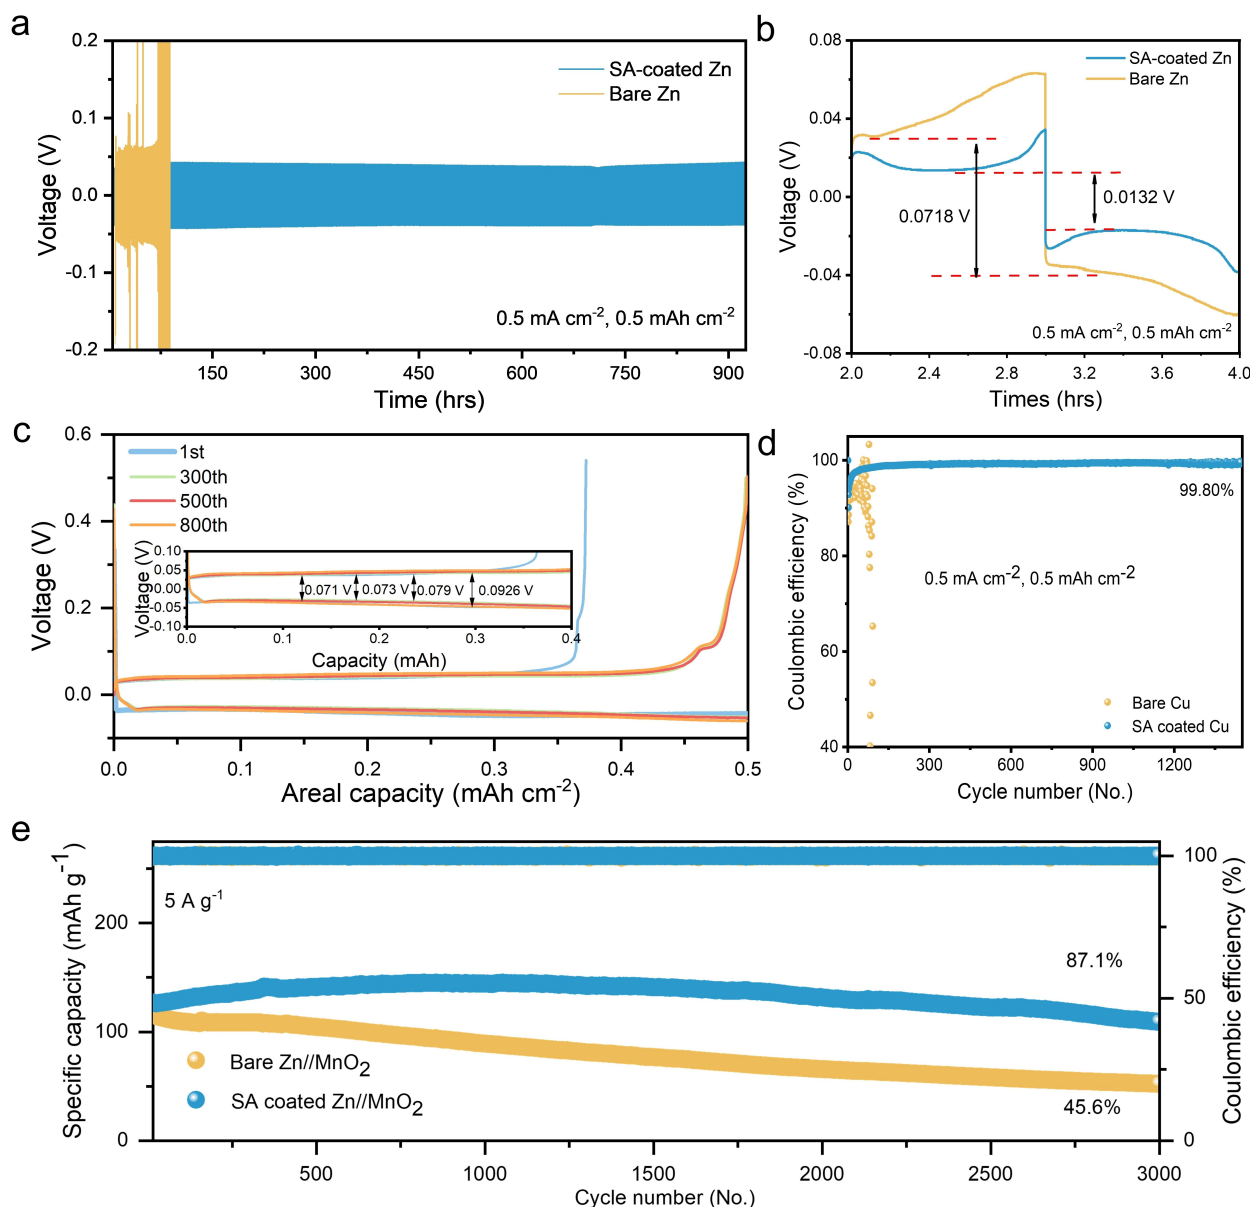 a
0.2
0.1
0.0
-0.1
-0.2
Voltage (V)
SA-coated Zn
Bare Zn
0.5 mA cm⁻², 0.5 mAh cm⁻²
150
300
450
600
750
900
Time (hrs)
b
0.08
0.04
0.00
-0.04
-0.08
Voltage (V)
SA-coated Zn
Bare Zn
0.0718 V
0.0132 V
0.5 mA cm⁻², 0.5 mAh cm⁻²
2.0
2.4
2.8
3.2
3.6
4.0
Times (hrs)
c
0.6
0.4
0.2
0.0
Voltage (V)
1st
300th
500th
800th
0.10
0.05
0.00
-0.05
-0.10
Voltage (V)
0.071 V
0.073 V
0.079 V
0.0926 V
0.0
0.1
0.2
0.3
0.4
Capacity (mAh)
0.0
0.1
0.2
0.3
0.4
0.5
Areal capacity (mAh cm⁻²)
d
100
80
60
40
Coulombic efficiency (%)
99.80%
0.5 mA cm⁻², 0.5 mAh cm⁻²
Bare Cu
SA coated Cu
0
300
600
900
1200
Cycle number (No.)
e
200
100
0
Specific capacity (mAh g⁻¹)
5 A g⁻¹
87.1%
45.6%
Bare Zn//MnO₂
SA coated Zn//MnO₂
100
50
0
Coulombic efficiency (%)
500
1000
1500
2000
2500
3000
Cycle number (No.)